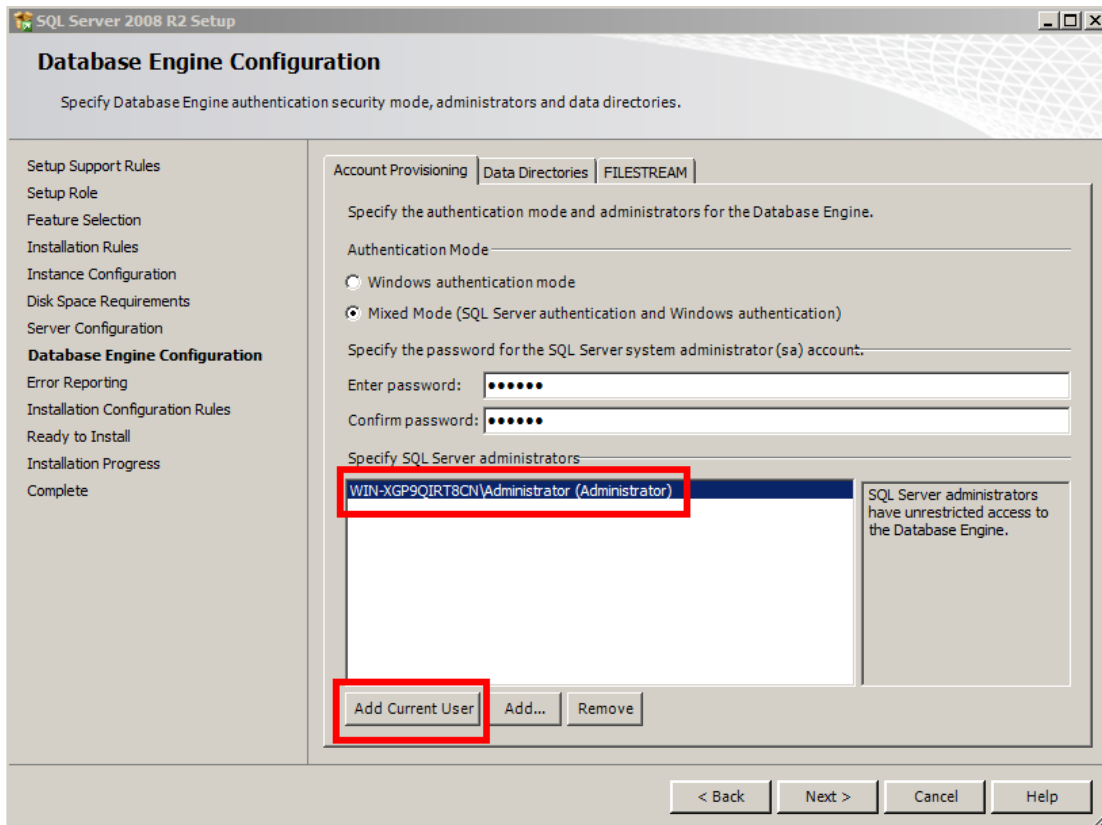 SQL Server 2008 R2 Setup
Database Engine Configuration
Specify Database Engine authentication security mode, administrators and data directories.
Setup Support Rules
Setup Role
Feature Selection
Installation Rules
Instance Configuration
Disk Space Requirements
Server Configuration
Database Engine Configuration
Error Reporting
Installation Configuration Rules
Ready to Install
Installation Progress
Complete
Account Provisioning Data Directories FILESTREAM
Specify the authentication mode and administrators for the Database Engine.
Authentication Mode
Windows authentication mode
Mixed Mode (SQL Server authentication and Windows authentication)
Specify the password for the SQL Server system administrator (sa) account.
Enter password: ●●●●●●
Confirm password: ●●●●●●
Specify SQL Server administrators
WIN-XGP9QIRT8CN\Administrator (Administrator)
SQL Server administrators
have unrestricted access to
the Database Engine.
Add Current User Add... Remove
< Back Next > Cancel Help